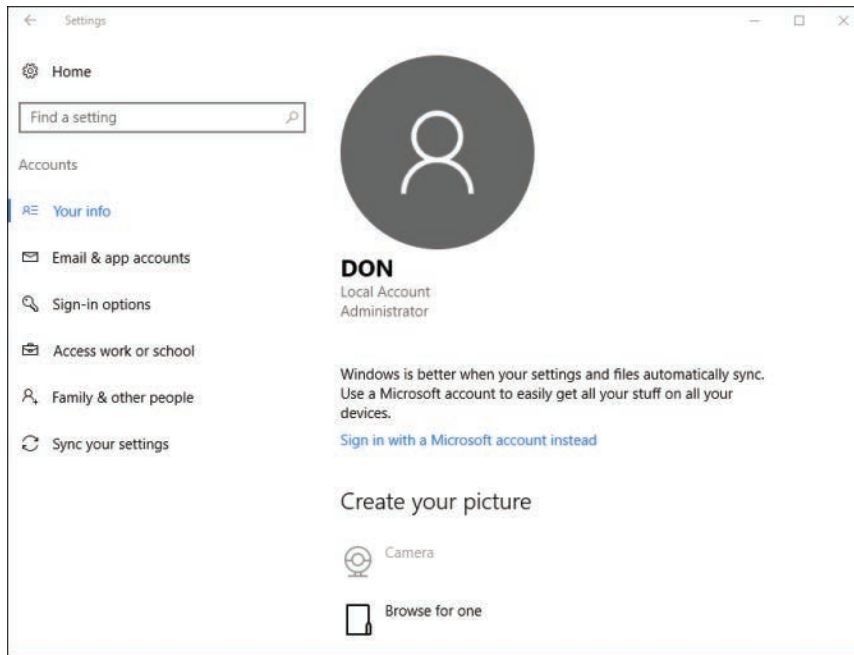 Settings
Home
Find a setting
Accounts
Your info
Email & app accounts
Sign-in options
Access work or school
Family & other people
Sync your settings
DON
Local Account
Administrator
Windows is better when your settings and files automatically sync.
Use a Microsoft account to easily get all your stuff on all your
devices.
Sign in with a Microsoft account instead
Create your picture
Camera
Browse for one